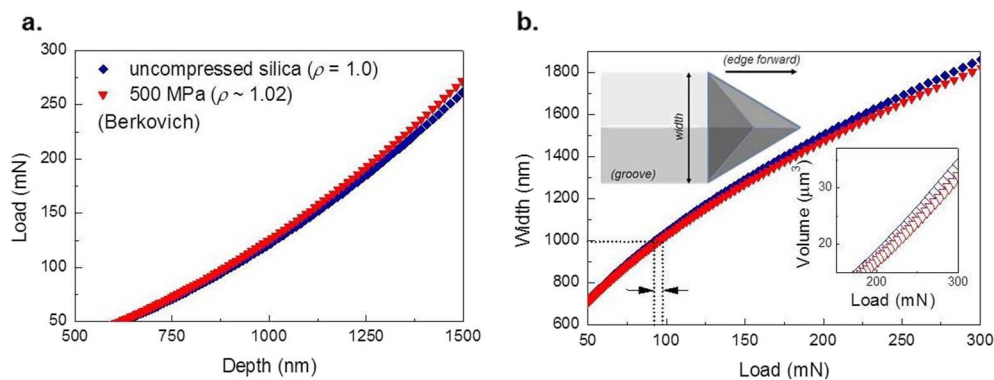 a.
300
250
200
150
100
50
Load (mN)
uncompressed silica (ρ = 1.0)
500 MPa (ρ ~ 1.02)
(Berkovich)
500
750
1000
1250
1500
Depth (nm)
b.
1800
1600
1400
1200
1000
800
600
Width (nm)
(edge forward)
width
(groove)
Volume (μm³)
30
20
200
300
Load (mN)
50
100
150
200
250
300
Load (mN)